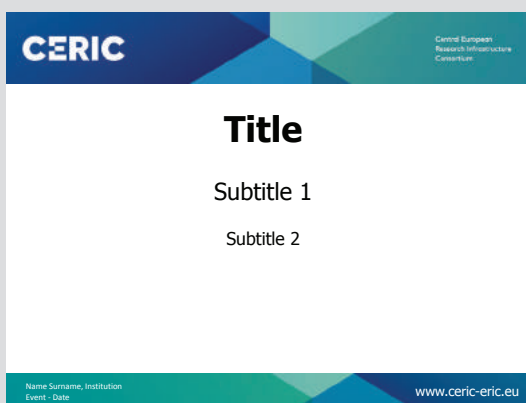 CERIC
Central European
Research Infrastructure
Consortium
Title
Subtitle 1
Subtitle 2
Name Surname, Institution
Event - Date
www.ceric-eric.eu